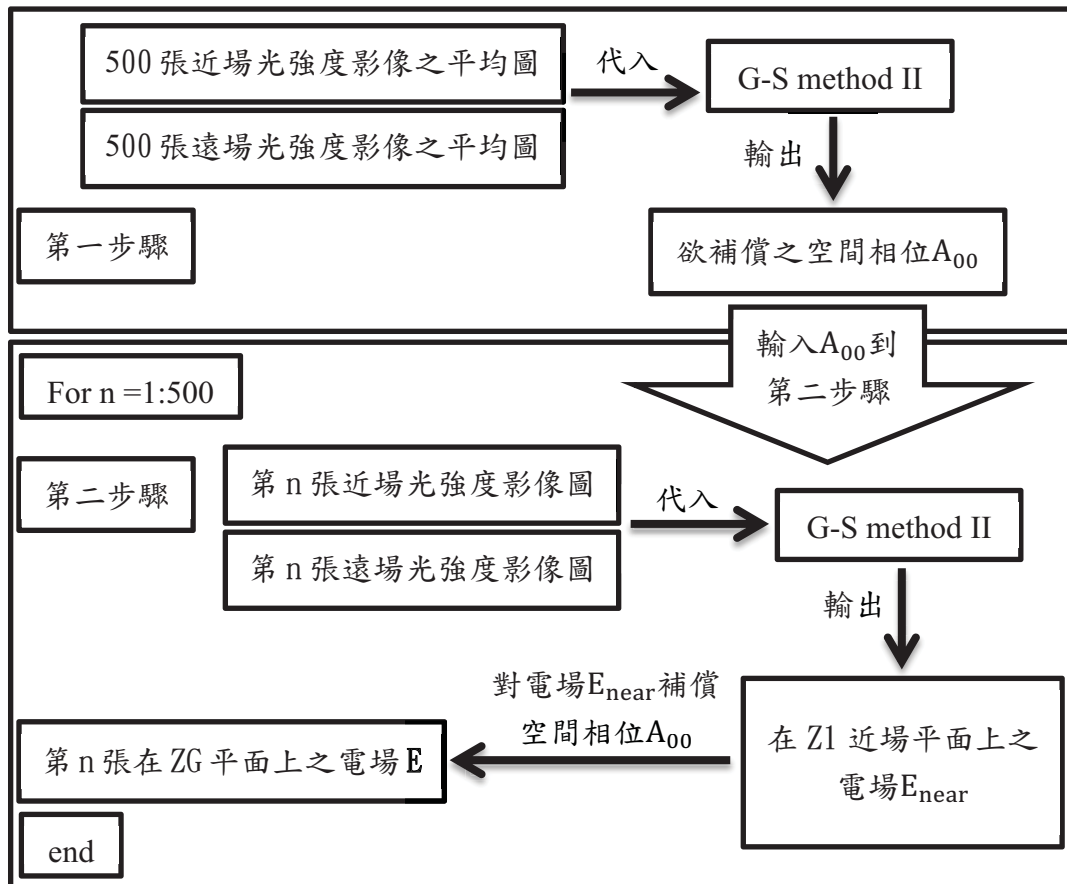 500 張近場光強度影像之平均圖
代入
G-S method II
500 張遠場光強度影像之平均圖
輸出
第一步驟
欲補償之空間相位A₀₀
輸入A₀₀到
第二步驟
For n =1:500
第二步驟
第 n 張近場光強度影像圖
代入
G-S method II
第 n 張遠場光強度影像圖
輸出
對電場Eₙₑₐᵣ補償
空間相位A₀₀
在 Z1 近場平面上之
電場Eₙₑₐᵣ
第 n 張在 ZG 平面上之電場 E
end